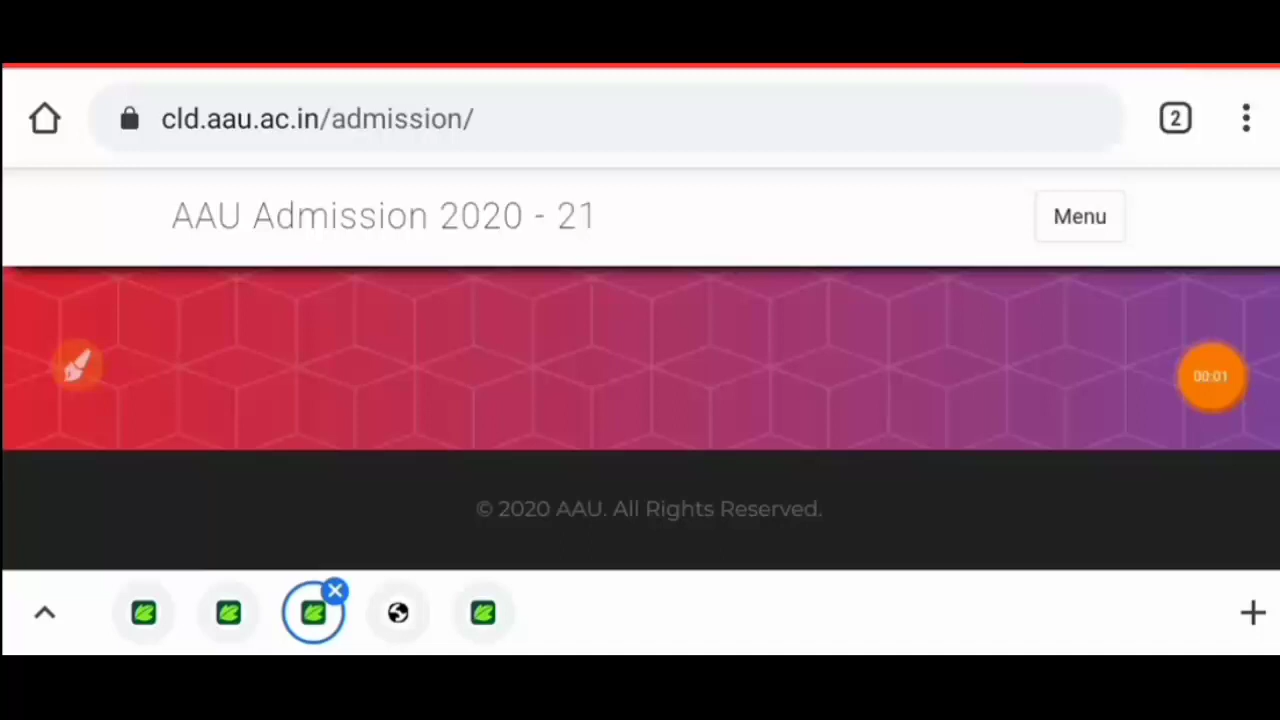 cld.aau.ac.in/admission/
2
AAU Admission 2020 - 21
Menu
00:01
© 2020 AAU. All Rights Reserved.